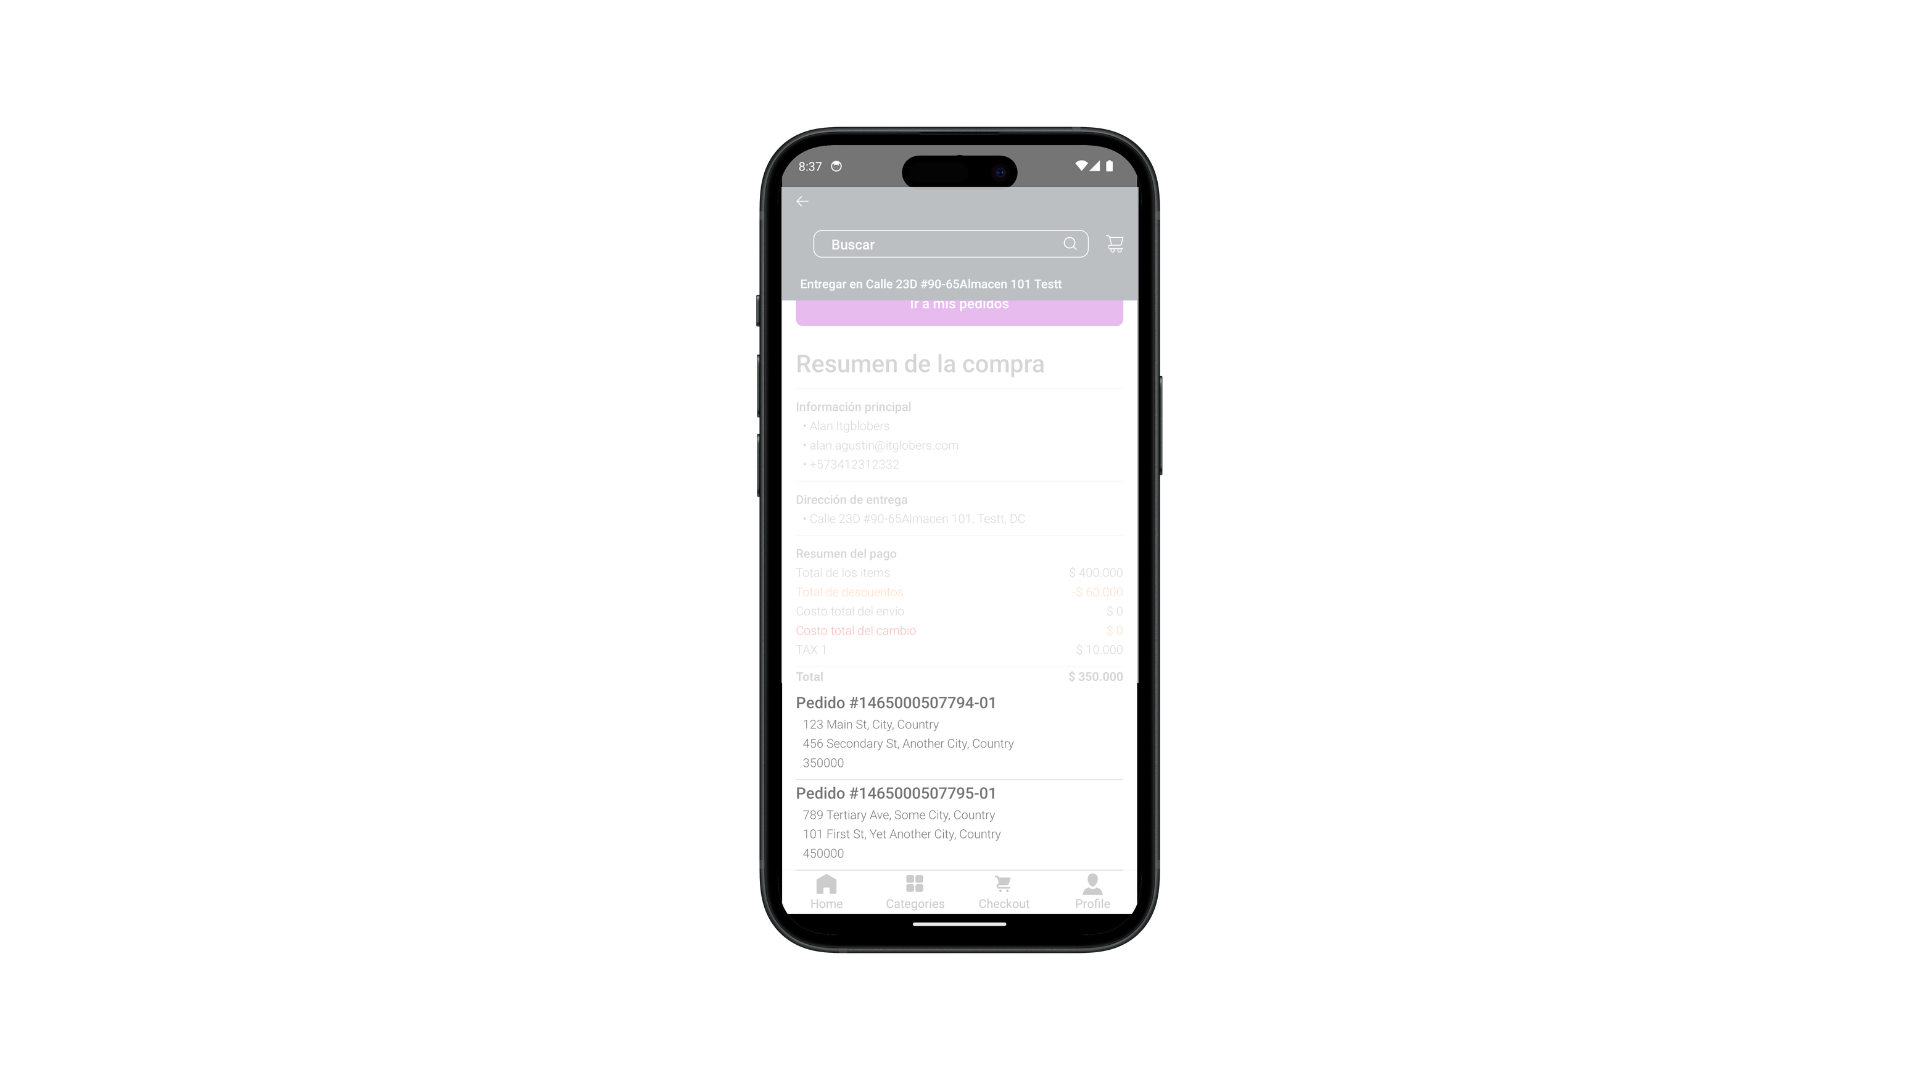 8:37
Buscar
Entregar en Calle 23D #90-65Almacen 101 Testt
Ir a mis pedidos
Resumen de la compra
Información principal
• Alan Itgblobers
• alan.agustin@itglobers.com
• +573412312332
Dirección de entrega
• Calle 23D #90-65Almacen 101, Testt, DC
Resumen del pago
Total de los items $ 400.000
Total de descuentos -$ 60.000
Costo total del envío $ 0
Costo total del cambio $ 0
TAX 1 $ 10.000
Total $ 350.000
Pedido #1465000507794-01
123 Main St, City, Country
456 Secondary St, Another City, Country
350000
Pedido #1465000507795-01
789 Tertiary Ave, Some City, Country
101 First St, Yet Another City, Country
450000
Home Categories Checkout Profile